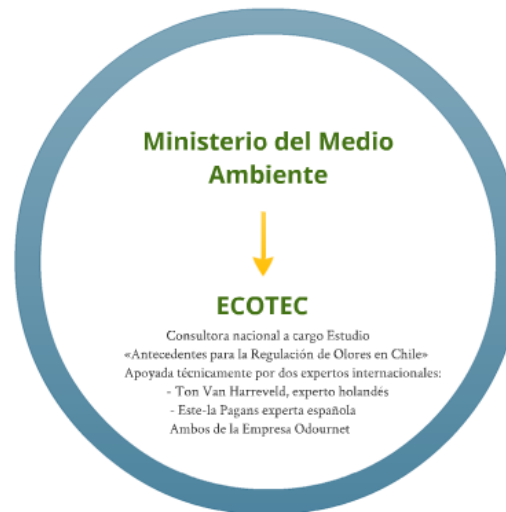 Ministerio del Medio
Ambiente
ECOTEC
Consultora nacional a cargo Estudio
«Antecedentes para la Regulación de Olores en Chile»
Apoyada técnicamente por dos expertos internacionales:
- Ton Van Harreveld, experto holandés
- Este-la Pagans experta española
Ambos de la Empresa Odournet